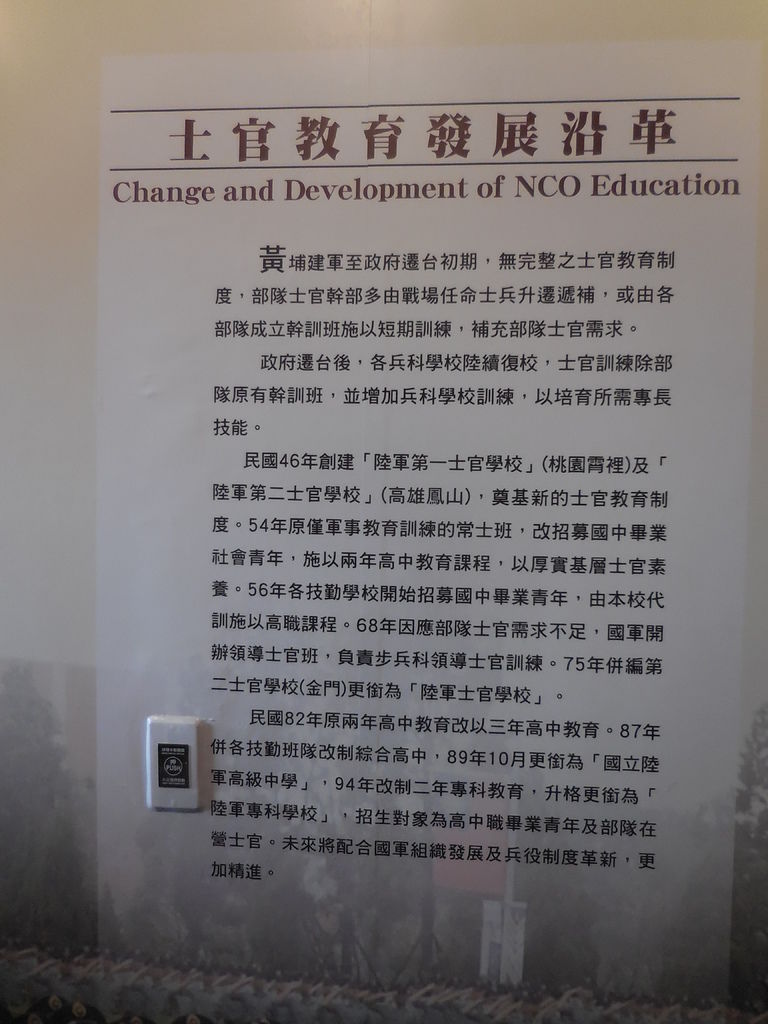 士官教育發展沿革
Change and Development of NCO Education
黃埔建軍至政府遷台初期，無完整之士官教育制
度，部隊士官幹部多由戰場任命士兵升遷遞補，或由各
部隊成立幹訓班施以短期訓練，補充部隊士官需求。
政府遷台後，各兵科學校陸續復校，士官訓練除部
隊原有幹訓班，並增加兵科學校訓練，以培育所需專長
技能。
民國46年創建「陸軍第一士官學校」(桃園霄裡)及「
陸軍第二士官學校」(高雄鳳山)，奠基新的士官教育制
度。54年原僅軍事教育訓練的常士班，改招募國中畢業
社會青年，施以兩年高中教育課程，以厚實基層士官素
養。56年各技勤學校開始招募國中畢業青年，由本校代
訓施以高職課程。68年因應部隊士官需求不足，國軍開
辦領導士官班，負責步兵科領導士官訓練。75年併編第
二士官學校(金門)更銜為「陸軍士官學校」。
民國82年原兩年高中教育改以三年高中教育。87年
併各技勤班隊改制綜合高中，89年10月更銜為「國立陸
軍高級中學」，94年改制二年專科教育，升格更銜為「
陸軍專科學校」，招生對象為高中職畢業青年及部隊在
營士官。未來將配合國軍組織發展及兵役制度革新，更
加精進。
PUSH